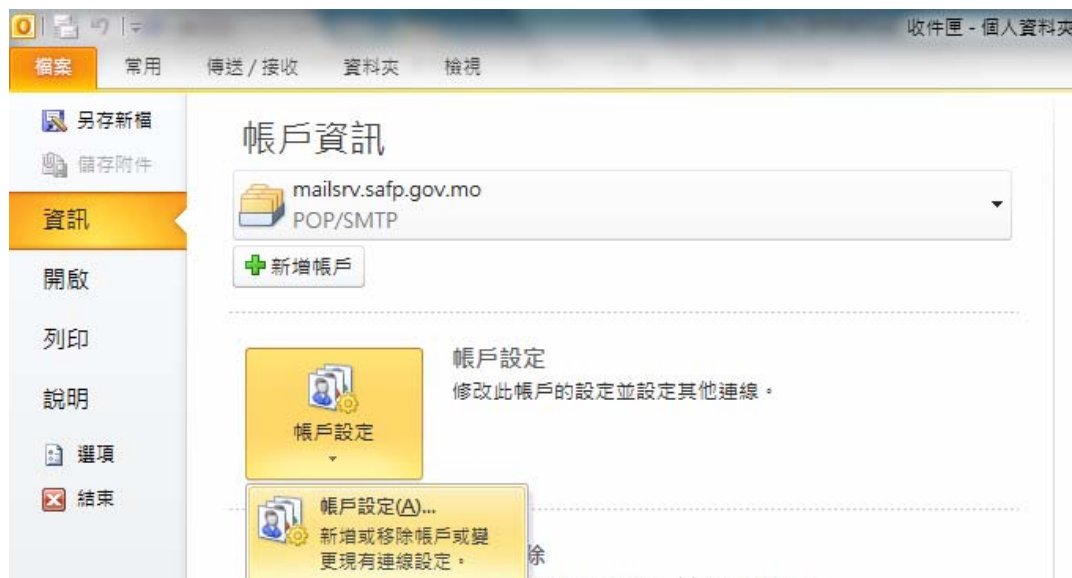 收件匣 - 個人資料夾
檔案 常用 傳送 / 接收 資料夾 檢視
另存新檔
儲存附件
資訊
開啟
列印
說明
選項
結束
帳戶資訊
mailsrv.safp.gov.mo
POP/SMTP
新增帳戶
帳戶設定
帳戶設定
修改此帳戶的設定並設定其他連線。
帳戶設定(A)...
新增或移除帳戶或變
更現有連線設定。
除